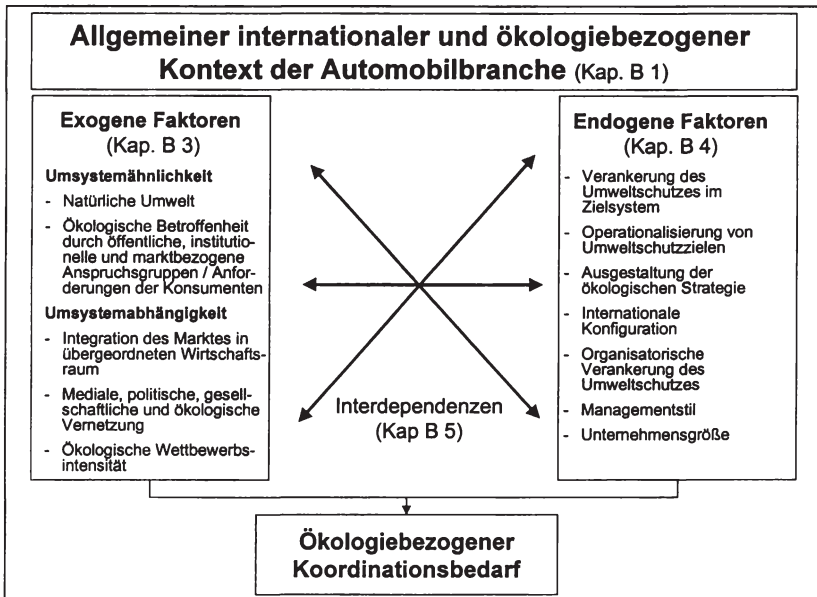 Allgemeiner internationaler und ökologiebezogener
Kontext der Automobilbranche (Kap. B 1)
Exogene Faktoren
(Kap. B 3)
Umsystemähnlichkeit
- Natürliche Umwelt
- Ökologische Betroffenheit
durch öffentliche, institutio-
nelle und marktbezogene
Anspruchsgruppen / Anfor-
derungen der Konsumenten
Umsystemabhängigkeit
- Integration des Marktes in
übergeordneten Wirtschafts-
raum
- Mediale, politische, gesell-
schaftliche und ökologische
Vernetzung
- Ökologische Wettbewerbs-
intensität
Interdependenzen
(Kap B 5)
Endogene Faktoren
(Kap. B 4)
- Verankerung des
Umweltschutzes im
Zielsystem
- Operationalisierung von
Umweltschutzzielen
- Ausgestaltung der
ökologischen Strategie
- Internationale
Konfiguration
- Organisatorische
Verankerung des
Umweltschutzes
- Managementstil
- Unternehmensgröße
Ökologiebezogener
Koordinationsbedarf